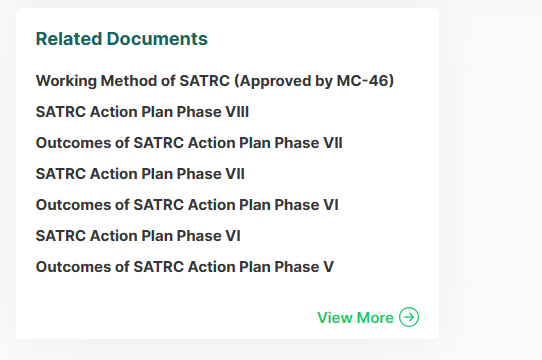 Related Documents
Working Method of SATRC (Approved by MC-46)
SATRC Action Plan Phase VIII
Outcomes of SATRC Action Plan Phase VII
SATRC Action Plan Phase VII
Outcomes of SATRC Action Plan Phase VI
SATRC Action Plan Phase VI
Outcomes of SATRC Action Plan Phase V
View More